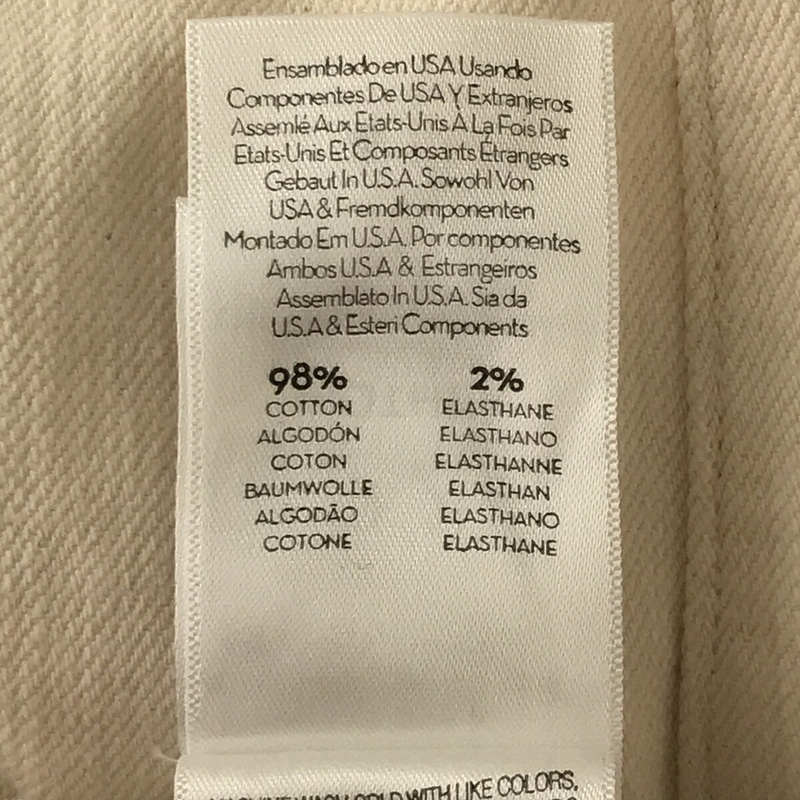 Ensamblado en USA Usando
Componentes De USA Y Extranjeros
Assemlé Aux Etats-Unis À La Fois Par
Etats-Unis Et Composants Étrangers
Gebaut In U.S.A. Sowohl Von
USA & Fremdkomponenten
Montado Em U.S.A. Por componentes
Ambos U.S.A & Estrangeiros
Assemblato In U.S.A. Sia da
U.S.A & Esteri Components
98% 2%
COTTON ELASTHANE
ALGODÓN ELASTHANO
COTON ELASTHANNE
BAUMWOLLE ELASTHAN
ALGODÃO ELASTHANO
COTONE ELASTHANE
MACHINE WASH COLD WITH LIKE COLORS,